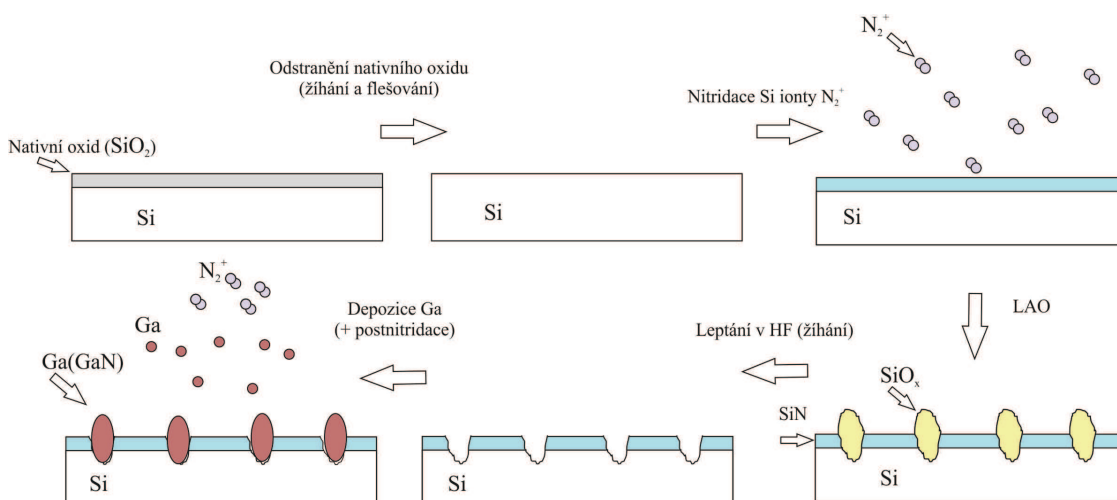 Nativní oxid (SiO₂)
Si
Odstranění nativního oxidu
(žíhání a flešování)
Si
Nitridace Si ionty N₂⁺
N₂⁺
Si
LAO
SiOₓ
SiN
Si
Leptání v HF (žíhání)
Si
Depozice Ga
(+ postnitridace)
N₂⁺
Ga
Ga(GaN)
Si